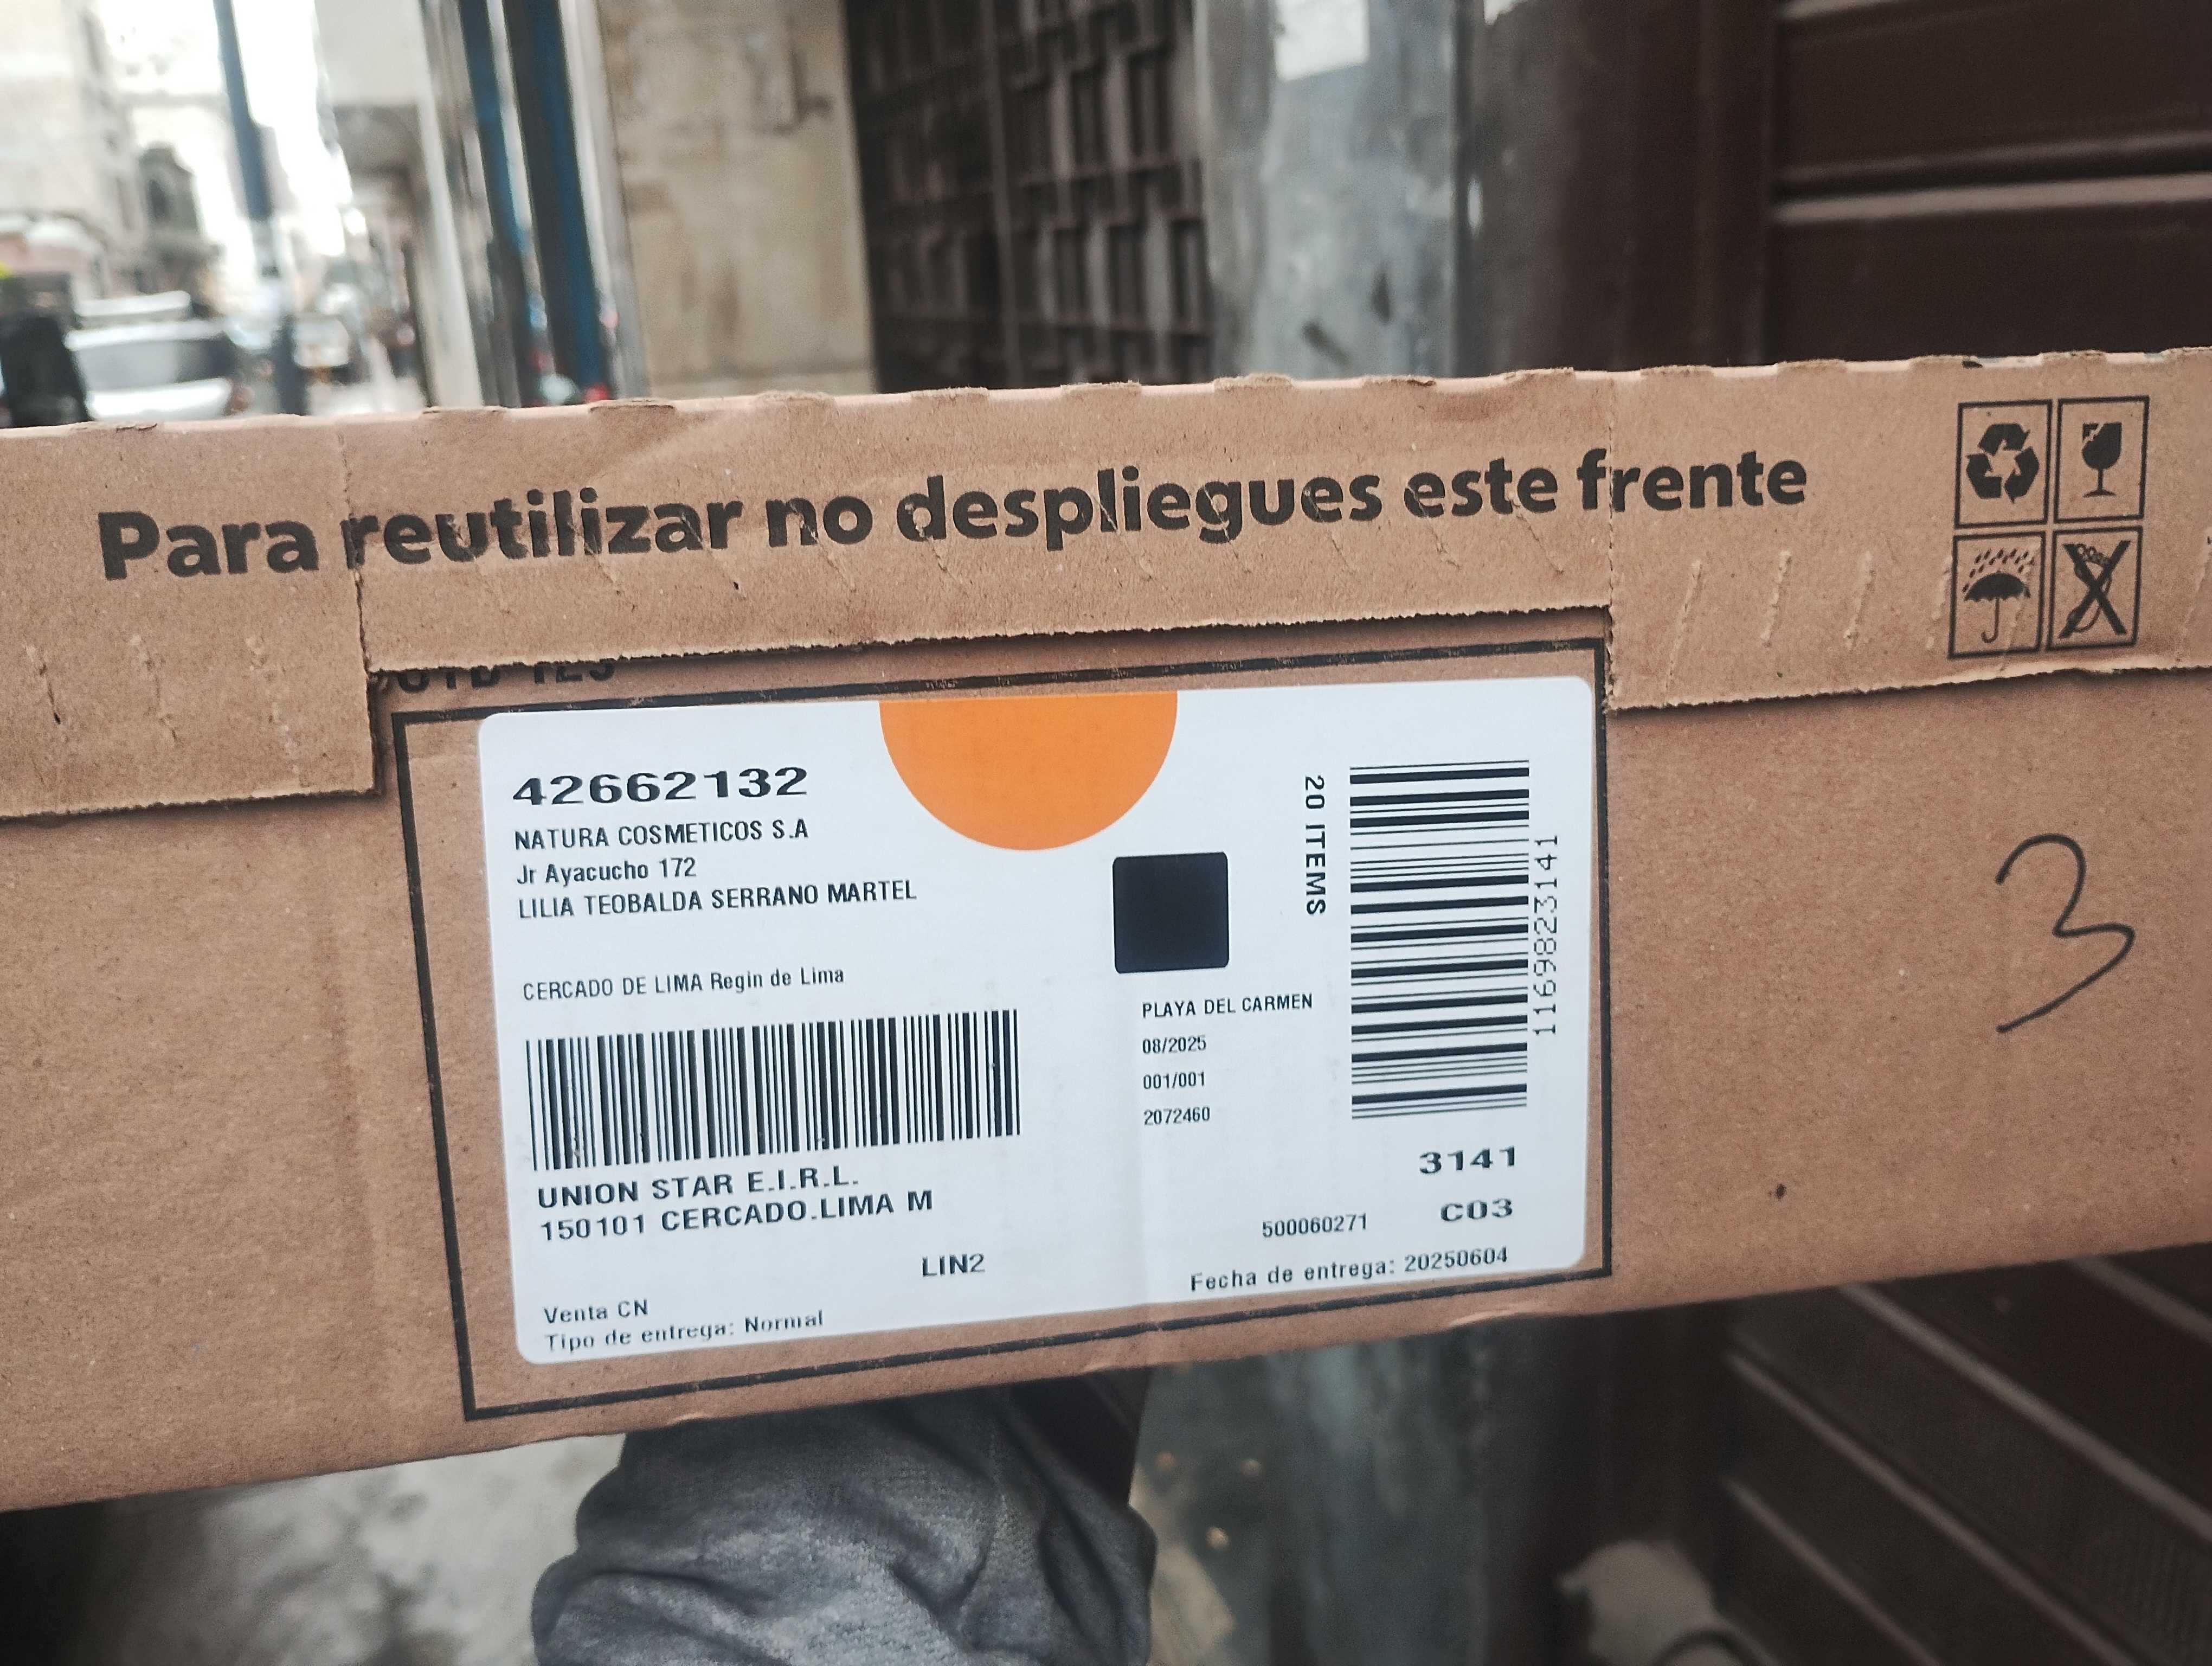 Para reutilizar no despliegues este frente
42662132
NATURA COSMETICOS S.A
Jr Ayacucho 172
LILIA TEOBALDA SERRANO MARTEL
CERCADO DE LIMA Regin de Lima
UNION STAR E.I.R.L.
150101 CERCADO.LIMA M
LIN2
Venta CN
Tipo de entrega: Normal
20 ITEMS
1169823141
PLAYA DEL CARMEN
08/2025
001/001
2072460
3141
500060271 C03
Fecha de entrega: 20250604
3